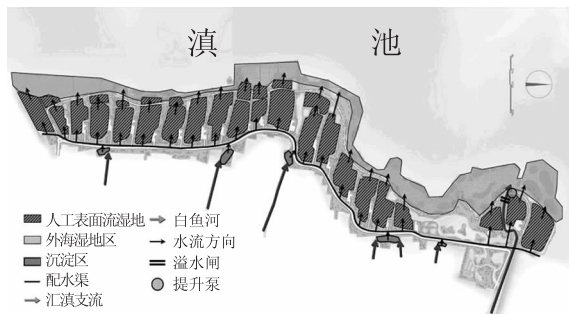 滇 池
人工表面流湿地
外海湿地区
沉淀区
配水渠
汇滇支流
白鱼河
水流方向
溢水闸
提升泵